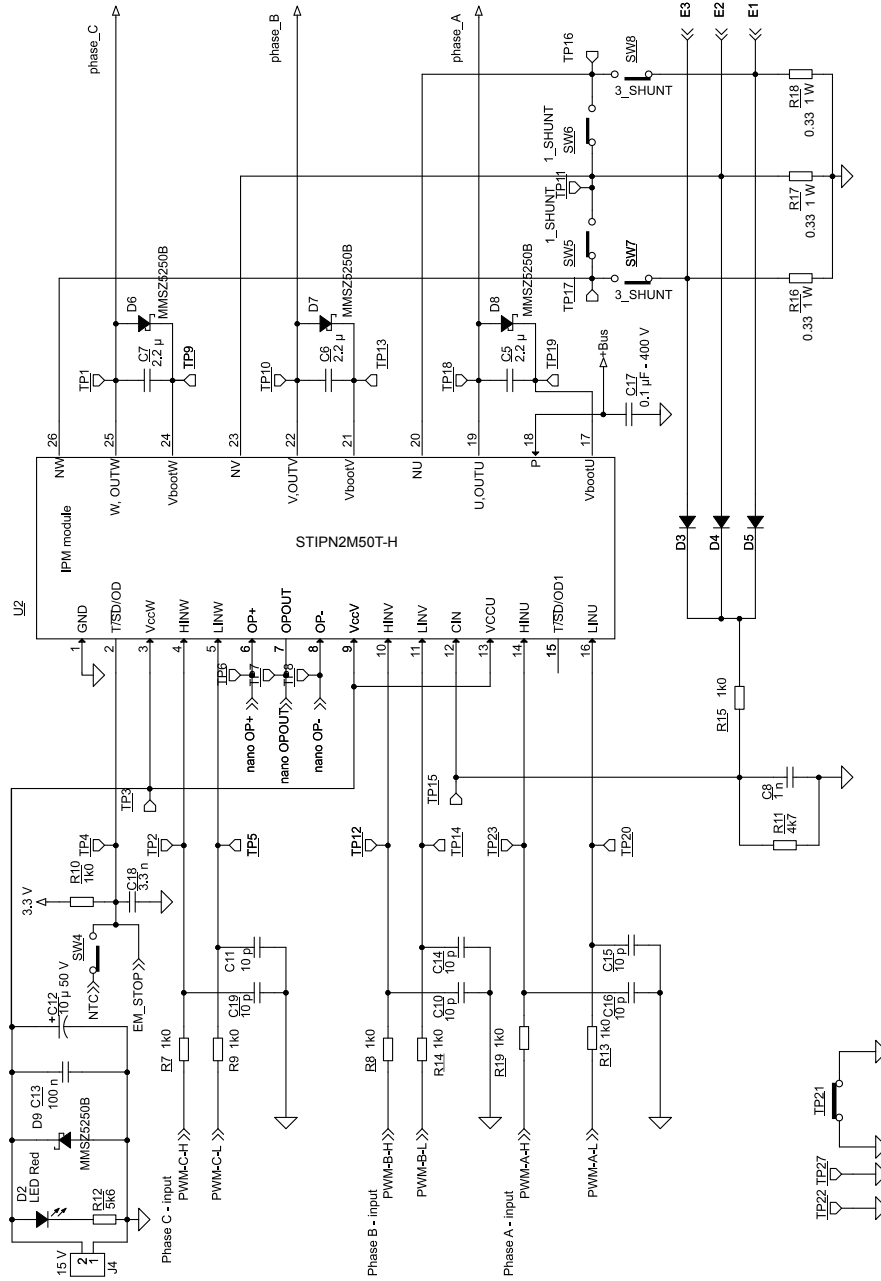 phase_C
phase_B
phase_A
E3
E2
E1
TP16
SW8
3_SHUNT
1_SHUNT
SW6
TP11
1_SHUNT
SW5
SW7
TP17
3_SHUNT
R18
0.33 1 W
R17
0.33 1 W
R16
0.33 1 W
D6
MMSZ5250B
C7
2.2 µ
TP1
TP9
D7
MMSZ5250B
C6
2.2 µ
TP10
TP13
D8
MMSZ5250B
C5
2.2 µ
TP18
TP19
+Bus
C17
0.1 µF - 400 V
26
25
24
23
22
21
20
19
18
17
NW
W, OUTW
VbootW
NV
V,OUTV
VbootV
NU
U,OUTU
P
VbootU
IPM module
STIPN2M50T-H
U2
GND
T/SD/OD
VccW
HINW
LINW
OP+
OPOUT
OP-
VccV
HINV
LINV
CIN
VCCU
HINU
T/SD/OD1
LINU
1
2
3
4
5
6
7
8
9
10
11
12
13
14
15
16
D3
D4
D5
TP6
TP7
TP8
nano OP+
nano OPOUT
nano OP-
R15 1k0
TP3
TP15
C8
1 n
R11
4k7
TP4
TP2
TP5
TP12
TP14
TP23
TP20
3.3 V
R10
1k0
C18
3.3 n
SW4
NTC
EM_STOP
C11
10 p
C19
10 p
C14
10 p
C10
10 p
C15
10 p
C16
10 p
+C12
10 µ 50 V
C13
100 n
D9
MMSZ5250B
D2
LED Red
R12
5k6
15 V
2
1
J4
R7 1k0
R9 1k0
R8 1k0
R14 1k0
R19 1k0
R13 1k0
Phase C - input
PWM-C-H
PWM-C-L
Phase B - input
PWM-B-H
PWM-B-L
Phase A - input
PWM-A-H
PWM-A-L
TP21
TP27
TP22